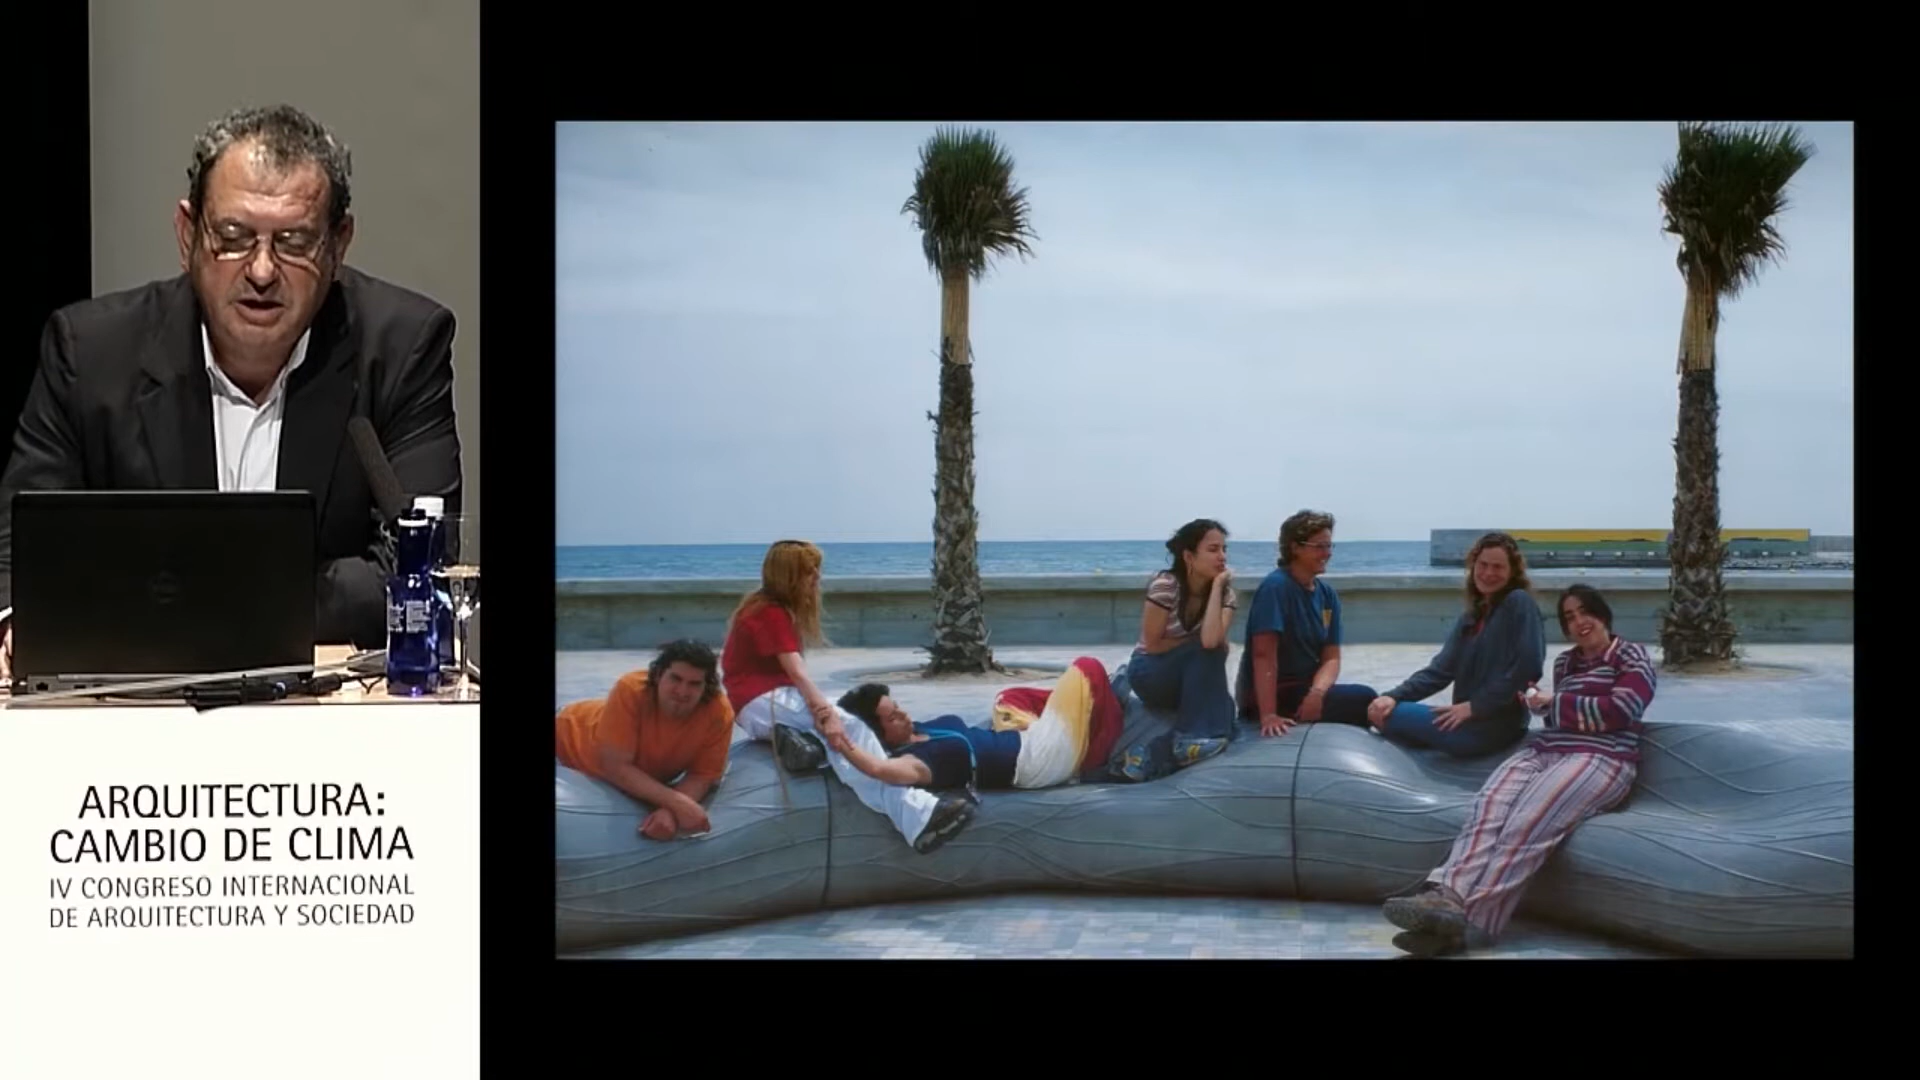 ARQUITECTURA:
CAMBIO DE CLIMA
IV CONGRESO INTERNACIONAL
DE ARQUITECTURA Y SOCIEDAD